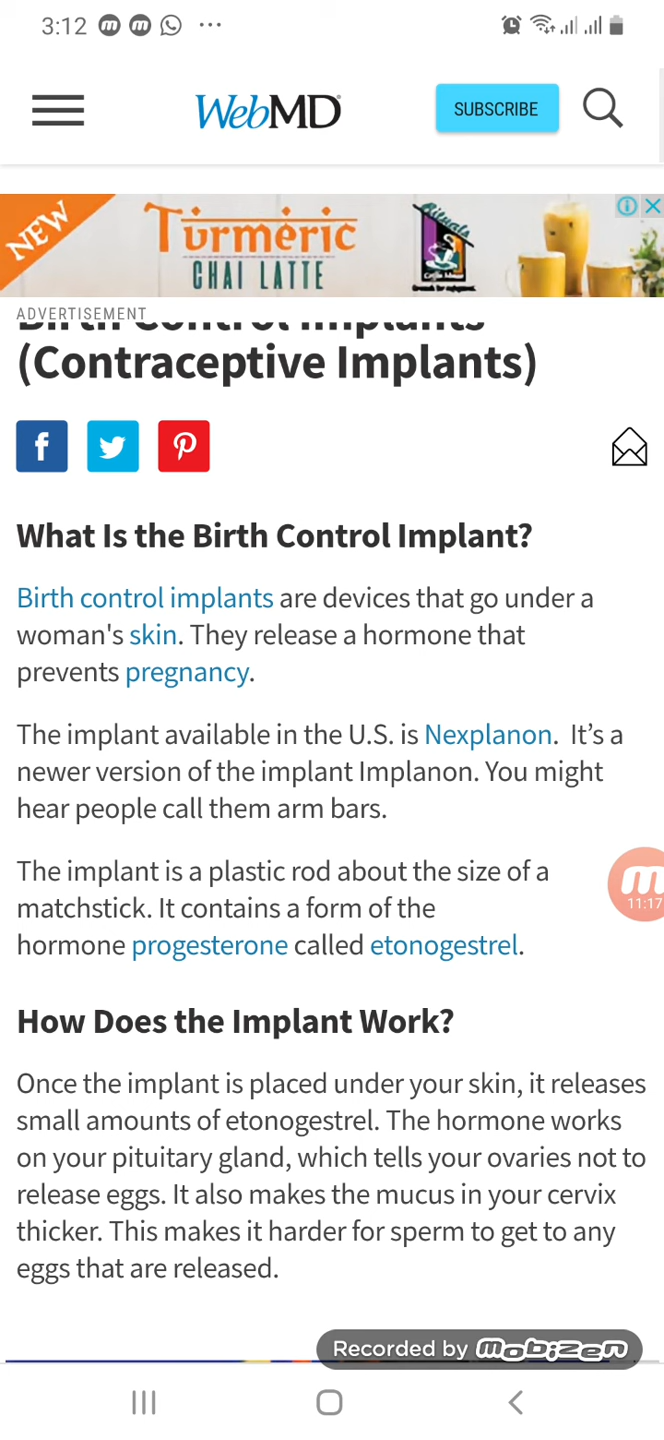 3:12
WebMD
SUBSCRIBE
NEW
Turmeric
CHAI LATTE
Rituals
ADVERTISEMENT
Birth Control Implants
(Contraceptive Implants)
What Is the Birth Control Implant?
Birth control implants are devices that go under a
woman's skin. They release a hormone that
prevents pregnancy.
The implant available in the U.S. is Nexplanon. It’s a
newer version of the implant Implanon. You might
hear people call them arm bars.
The implant is a plastic rod about the size of a
matchstick. It contains a form of the
hormone progesterone called etonogestrel.
11:17
How Does the Implant Work?
Once the implant is placed under your skin, it releases
small amounts of etonogestrel. The hormone works
on your pituitary gland, which tells your ovaries not to
release eggs. It also makes the mucus in your cervix
thicker. This makes it harder for sperm to get to any
eggs that are released.
Recorded by mobizen